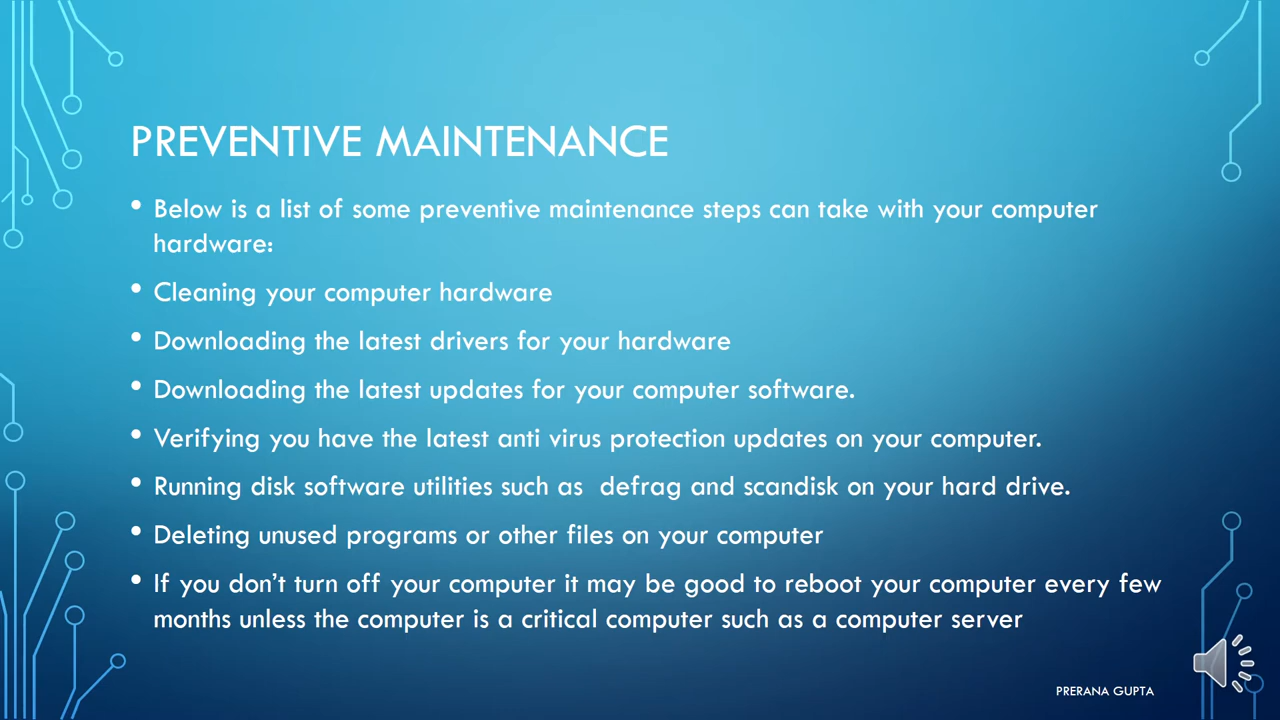 PREVENTIVE MAINTENANCE
• Below is a list of some preventive maintenance steps can take with your computer
hardware:
• Cleaning your computer hardware
• Downloading the latest drivers for your hardware
• Downloading the latest updates for your computer software.
• Verifying you have the latest anti virus protection updates on your computer.
• Running disk software utilities such as  defrag and scandisk on your hard drive.
• Deleting unused programs or other files on your computer
• If you don’t turn off your computer it may be good to reboot your computer every few
months unless the computer is a critical computer such as a computer server
PRERANA GUPTA